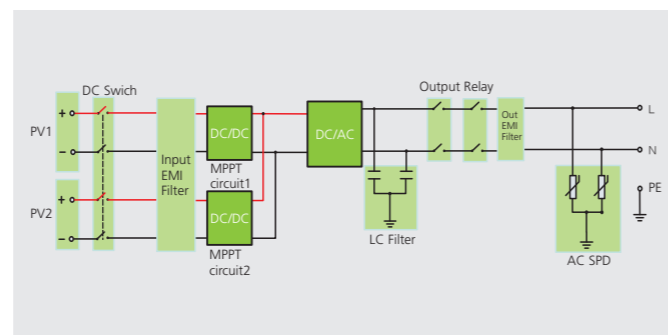 DC Swich
Output Relay
PV1
+
−
Input
EMI
Filter
DC/DC
MPPT
circuit1
DC/AC
Out
EMI
Filter
L
N
PE
PV2
+
−
DC/DC
MPPT
circuit2
LC Filter
AC SPD